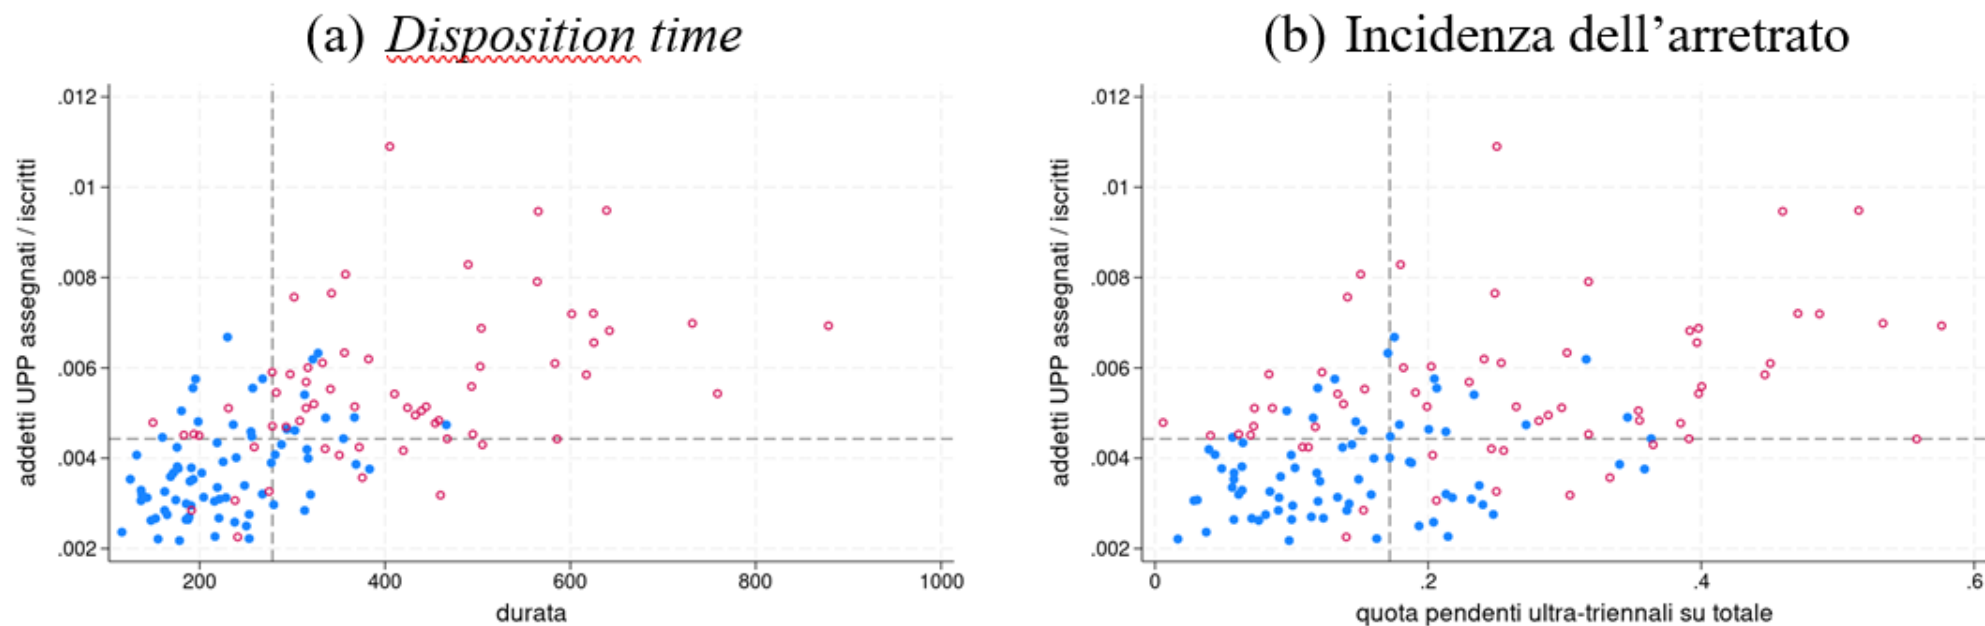 (a) Disposition time
.012
.01
.008
.006
.004
.002
addetti UPP assegnati / iscritti
200 400 600 800 1000
durata
(b) Incidenza dell’arretrato
.012
.01
.008
.006
.004
.002
addetti UPP assegnati / iscritti
0 .2 .4 .6
quota pendenti ultra-triennali su totale